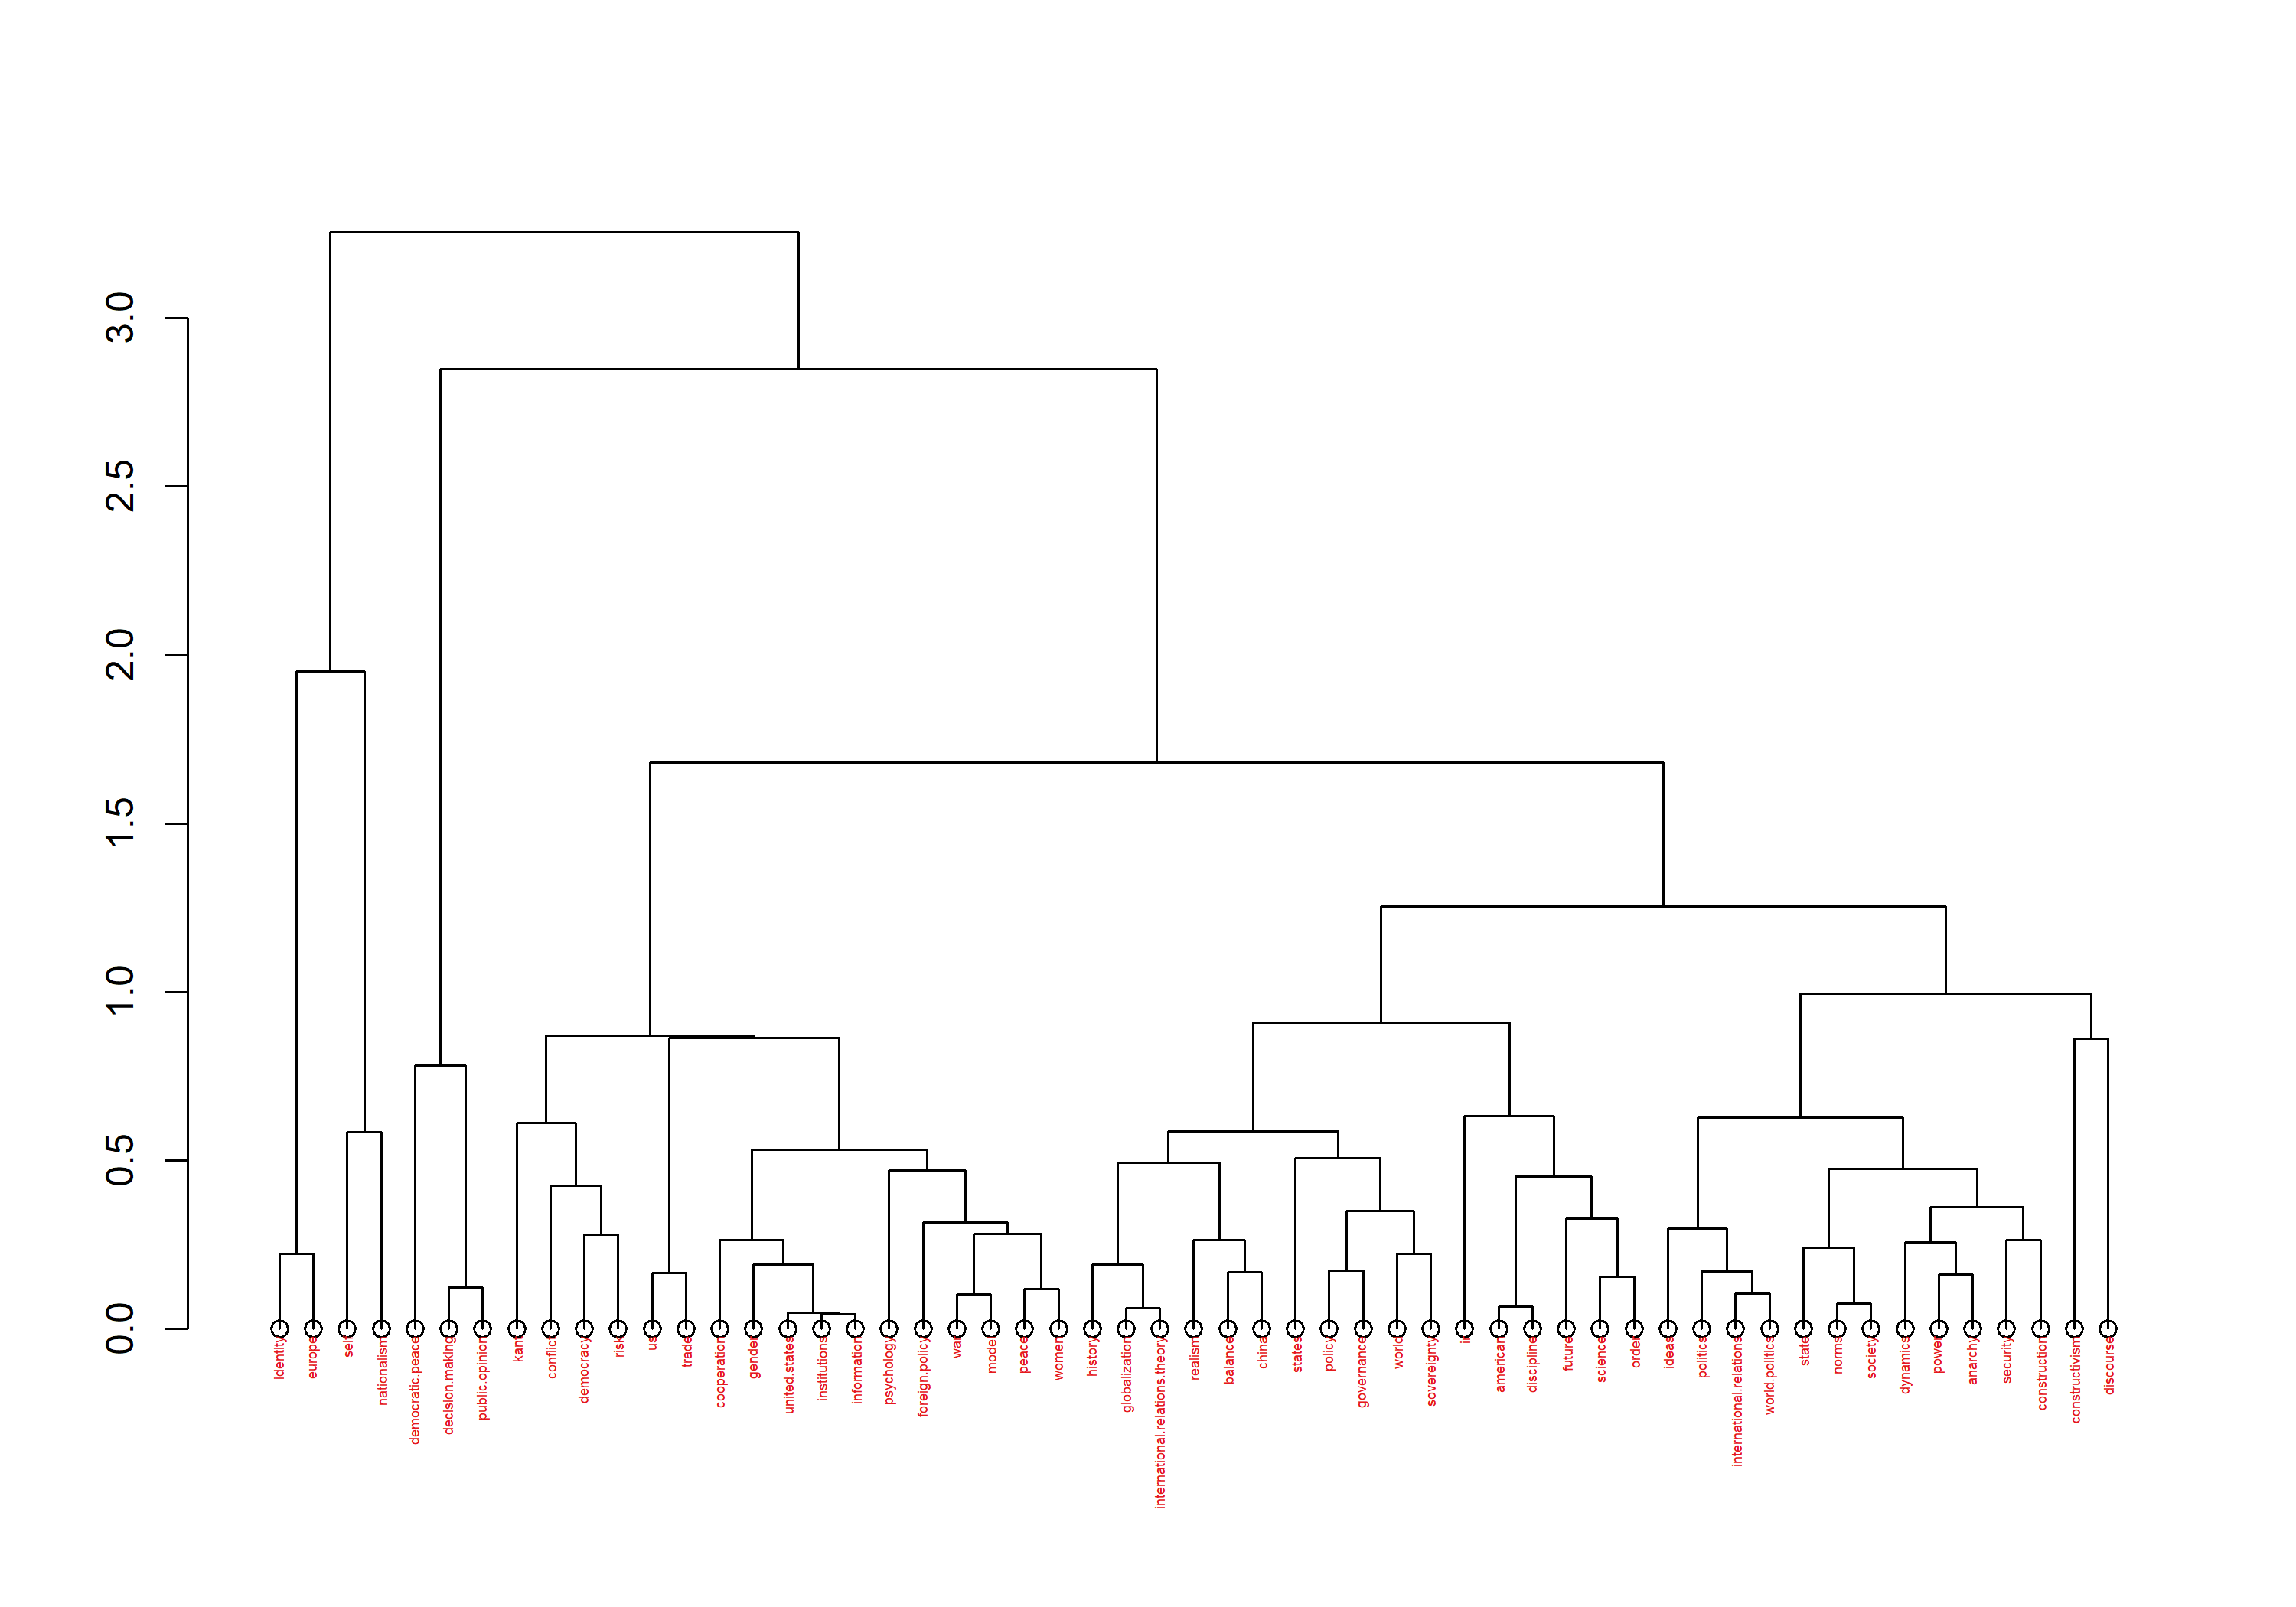 3.0
2.5
2.0
1.5
1.0
0.5
0.0
identity
europe
self
nationalism
democratic.peace
decision.making
public.opinion
kant
conflict
democracy
risk
us
trade
cooperation
gender
united.states
institutions
information
psychology
foreign.policy
war
model
peace
women
history
globalization
international.relations.theory
realism
balance
china
states
policy
governance
world
sovereignty
ir
american
discipline
future
science
order
ideas
politics
international.relations
world.politics
state
norms
society
dynamics
power
anarchy
security
construction
constructivism
discourse